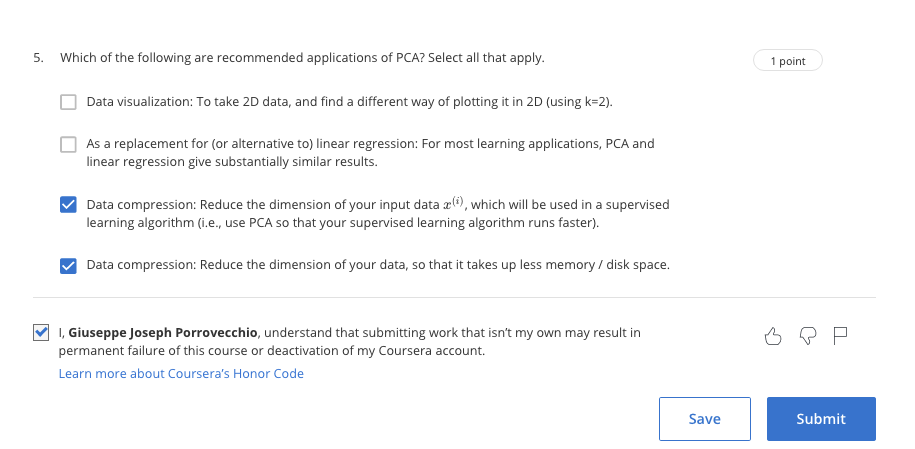 5. Which of the following are recommended applications of PCA? Select all that apply.
1 point
Data visualization: To take 2D data, and find a different way of plotting it in 2D (using k=2).
As a replacement for (or alternative to) linear regression: For most learning applications, PCA and
linear regression give substantially similar results.
Data compression: Reduce the dimension of your input data x^(i), which will be used in a supervised
learning algorithm (i.e., use PCA so that your supervised learning algorithm runs faster).
Data compression: Reduce the dimension of your data, so that it takes up less memory / disk space.
I, Giuseppe Joseph Porrovecchio, understand that submitting work that isn't my own may result in
permanent failure of this course or deactivation of my Coursera account.
Learn more about Coursera's Honor Code
Save
Submit